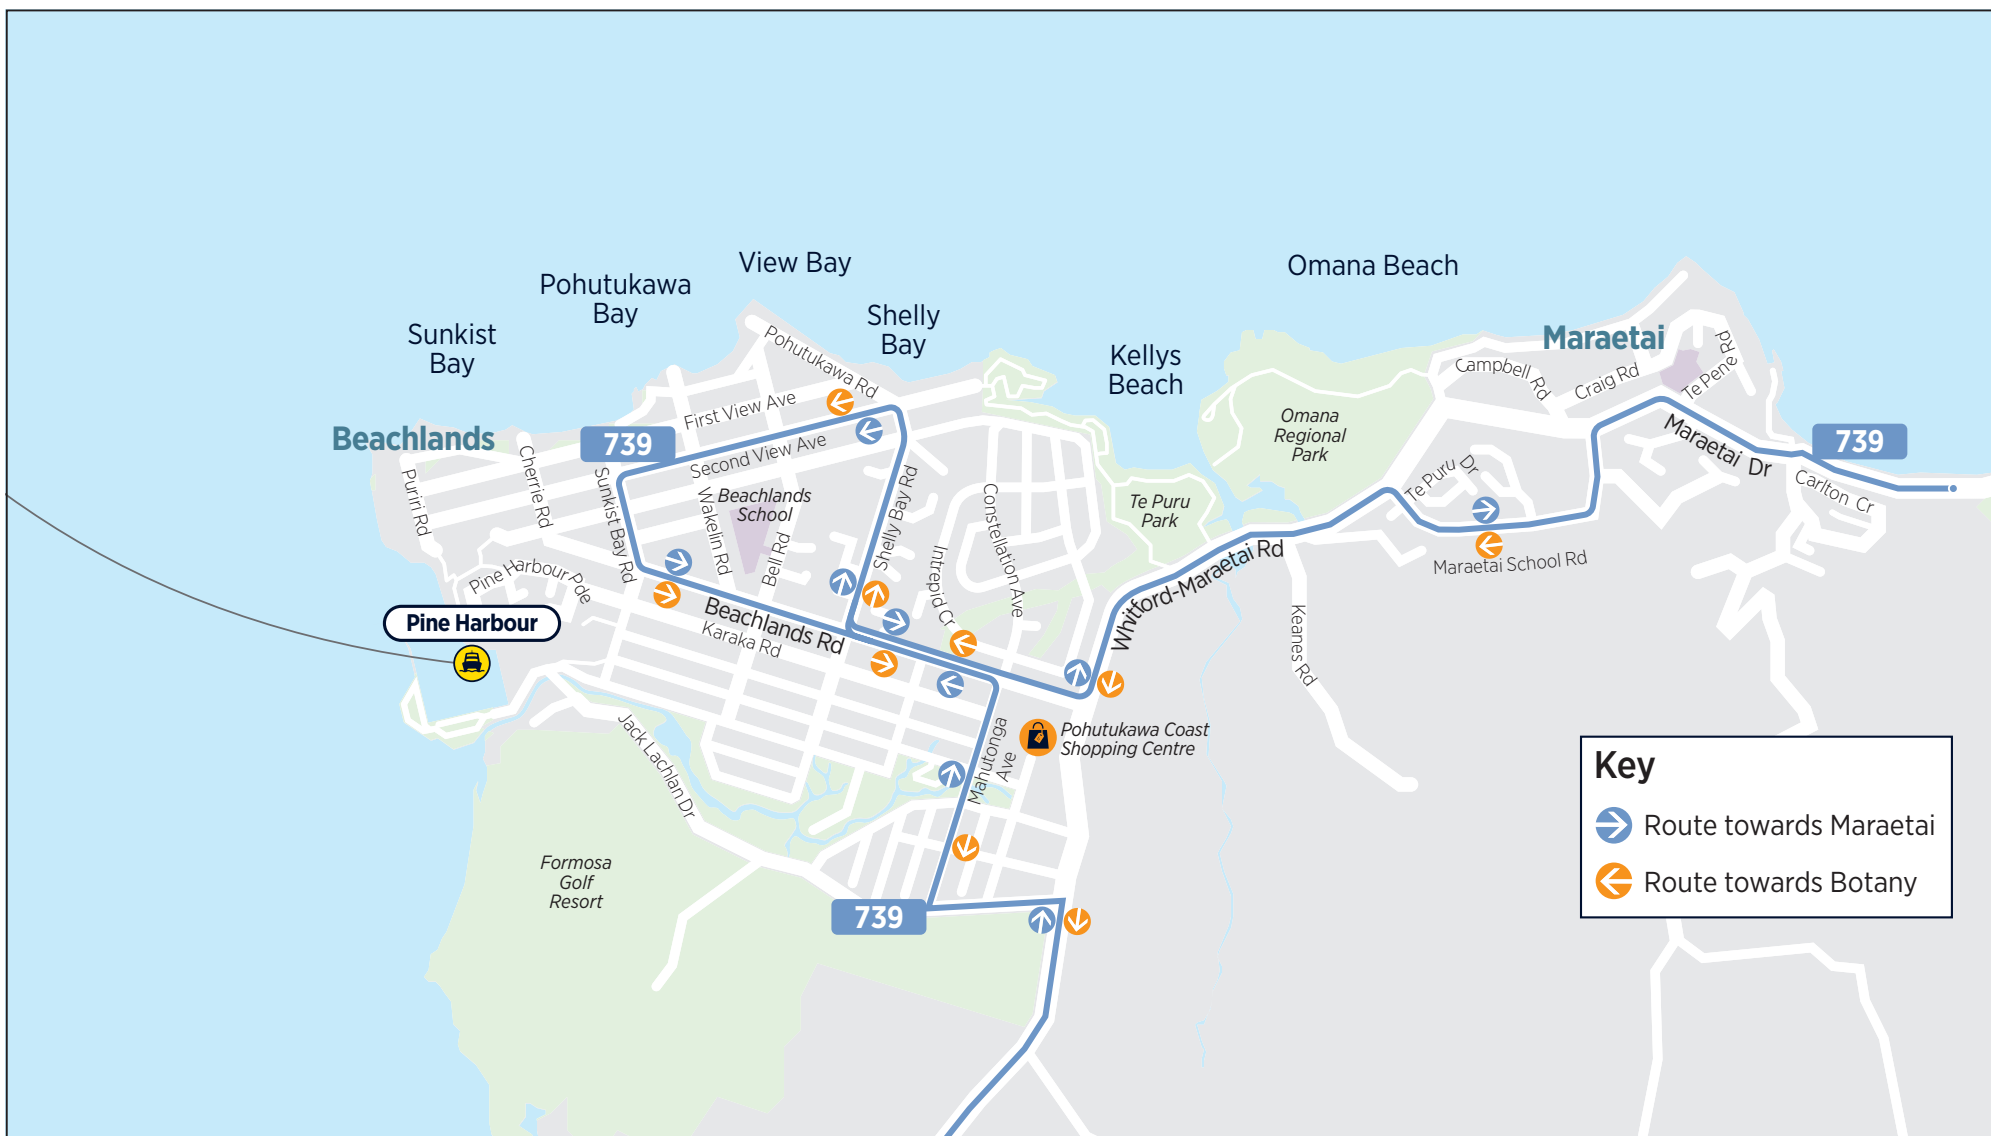 View Bay
Omana Beach
Pohutukawa
Bay
Shelly
Bay
Sunkist
Bay
Kellys
Beach
Maraetai
Pohutukawa Rd
Campbell Rd
Craig Rd
Te Pene Rd
First View Ave
Omana
Regional
Park
Beachlands
739
Second View Ave
Maraetai Dr
739
Puriri Rd
Cherrie Rd
Sunkist Bay Rd
Wakelin Rd
Beachlands
School
Bell Rd
Shelly Bay Rd
Constellation Ave
Te Puru
Park
Te Puru Dr
Carlton Cr
Intrepid Cr
Whitford-Maraetai Rd
Maraetai School Rd
Pine Harbour Pde
Pine Harbour
Beachlands Rd
Karaka Rd
Keanes Rd
Jack Lachlan Dr
Mahutonga
Ave
Pohutukawa Coast
Shopping Centre
Formosa
Golf
Resort
739
Key
Route towards Maraetai
Route towards Botany